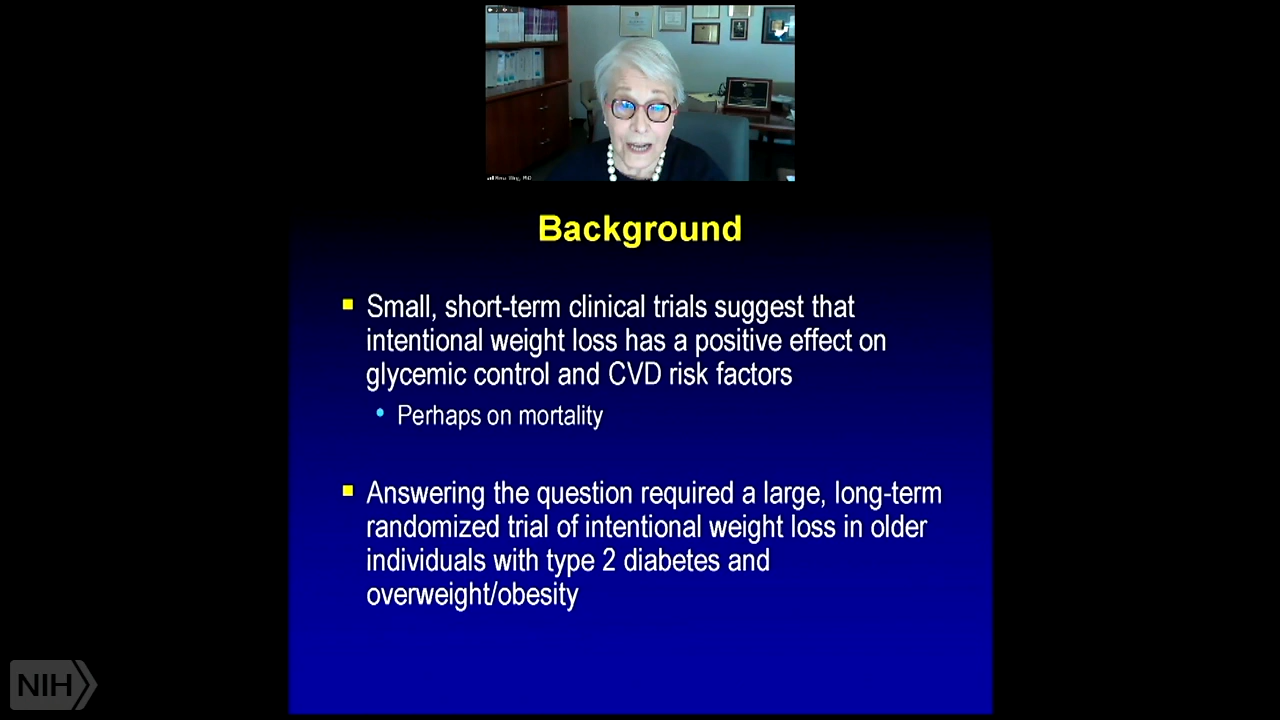 Background
Small, short-term clinical trials suggest that
intentional weight loss has a positive effect on
glycemic control and CVD risk factors
Perhaps on mortality
Answering the question required a large, long-term
randomized trial of intentional weight loss in older
individuals with type 2 diabetes and
overweight/obesity
NIH